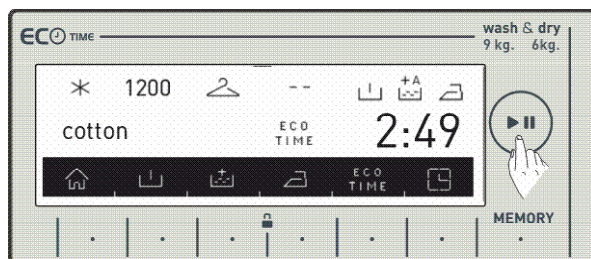 ECO TIME
wash & dry
9 kg. 6kg.
1200 -- +A
cotton ECO TIME 2:49
ECO TIME
MEMORY